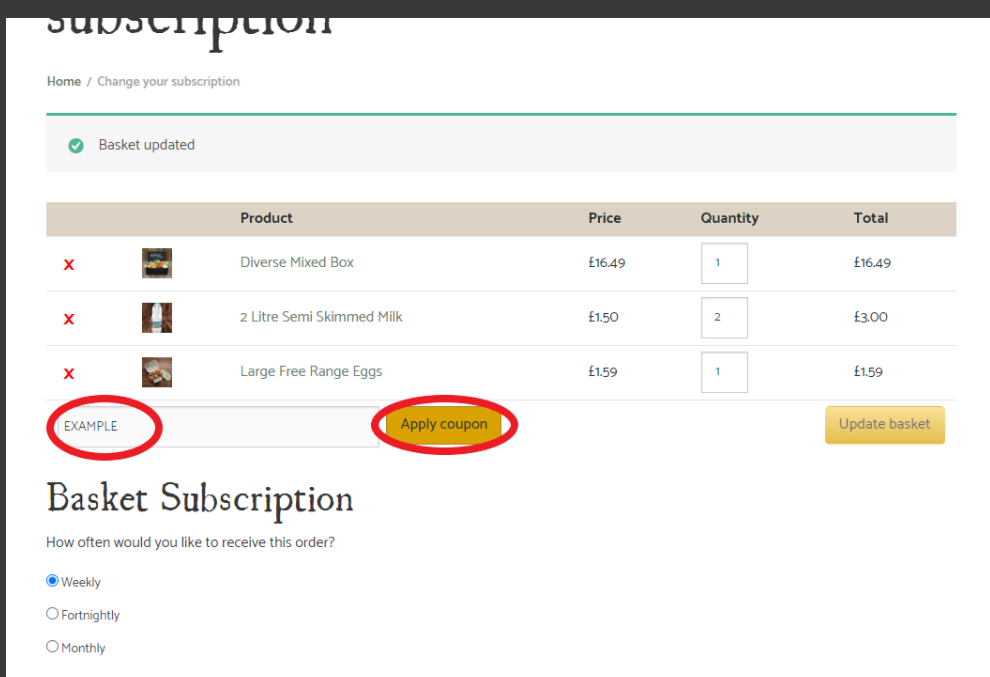 subscription
Home / Change your subscription
Basket updated
Product Price Quantity Total
x Diverse Mixed Box £16.49 1 £16.49
x 2 Litre Semi Skimmed Milk £1.50 2 £3.00
x Large Free Range Eggs £1.59 1 £1.59
EXAMPLE Apply coupon Update basket
Basket Subscription
How often would you like to receive this order?
Weekly
Fortnightly
Monthly